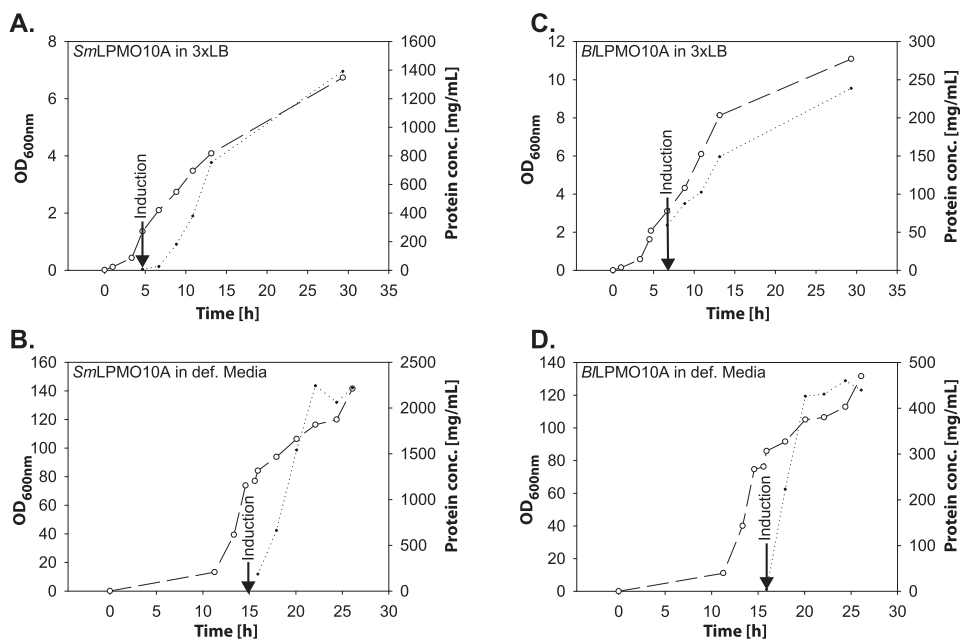 A.
SmLPMO10A in 3xLB
8
6
4
2
0
OD600nm
1600
1400
1200
1000
800
600
400
200
0
Protein conc. [mg/mL]
Induction
0 5 10 15 20 25 30 35
Time [h]
C.
BlLPMO10A in 3xLB
12
10
8
6
4
2
0
OD600nm
300
250
200
150
100
50
0
Protein conc. [mg/mL]
Induction
0 5 10 15 20 25 30 35
Time [h]
B.
SmLPMO10A in def. Media
160
140
120
100
80
60
40
20
0
OD600nm
2500
2000
1500
1000
500
0
Protein conc. [mg/mL]
Induction
0 5 10 15 20 25 30
Time [h]
D.
BlLPMO10A in def. Media
140
120
100
80
60
40
20
0
OD600nm
500
400
300
200
100
0
Protein conc. [mg/mL]
Induction
0 5 10 15 20 25 30
Time [h]